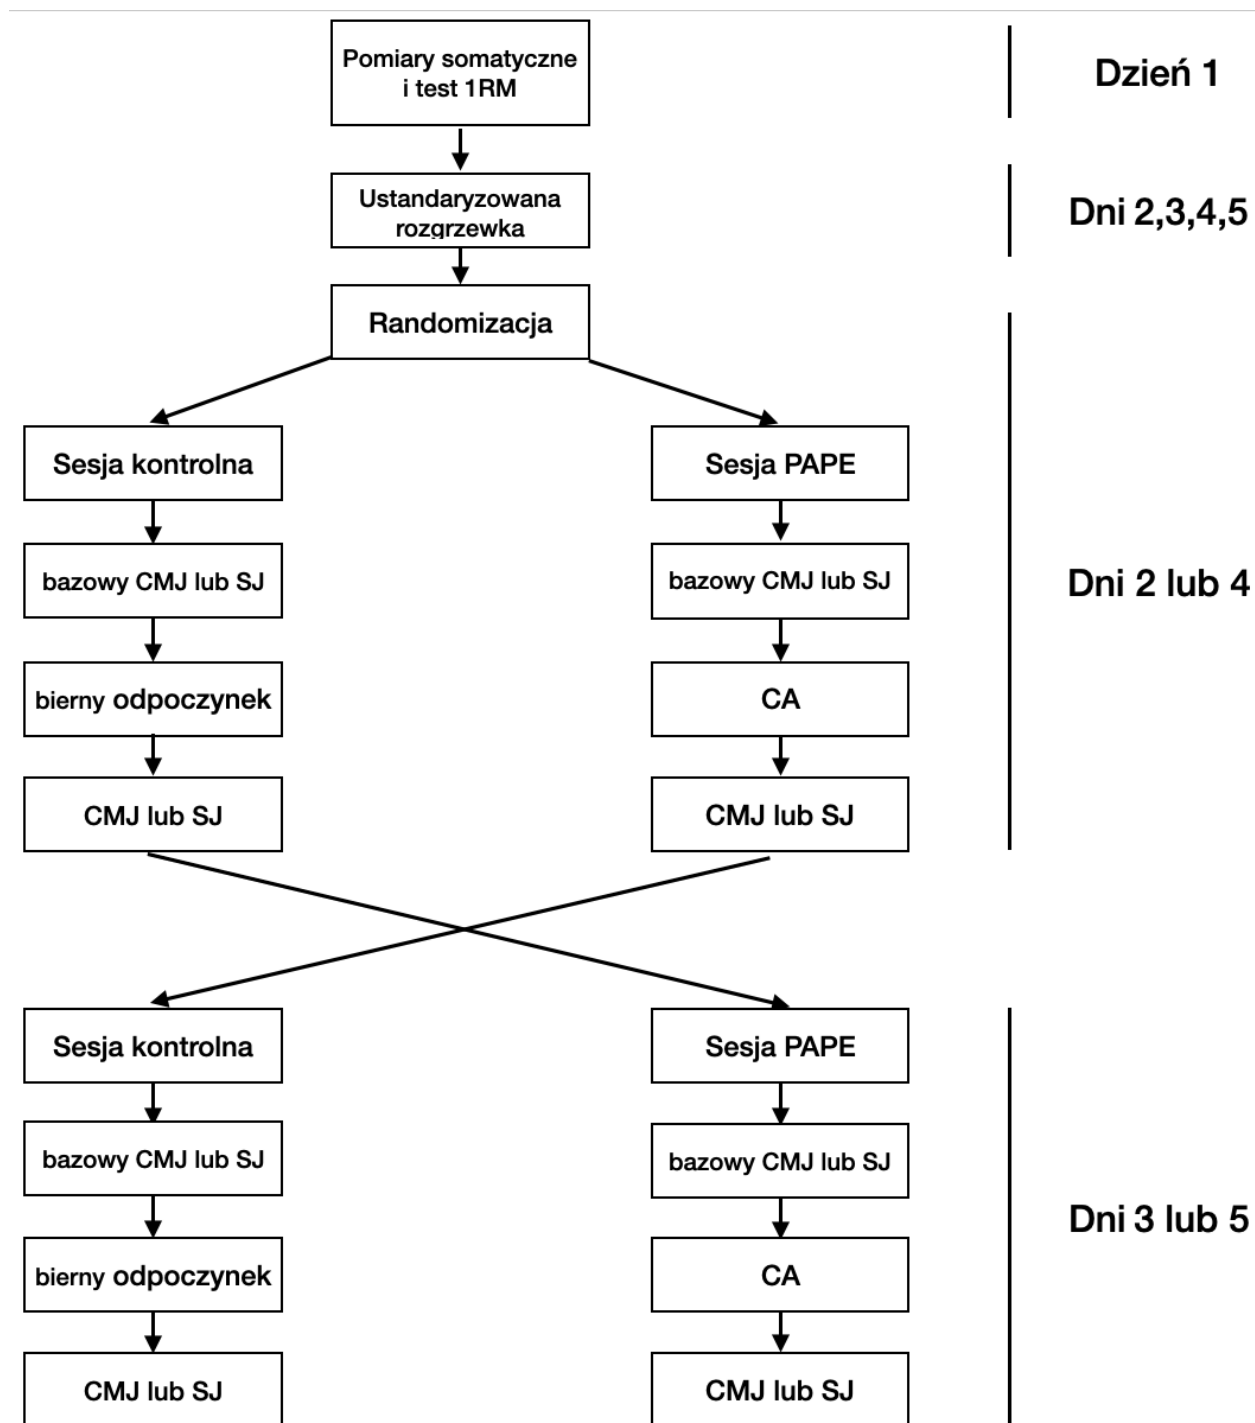 Pomiary somatyczne
i test 1RM
Dzień 1
Ustandaryzowana
rozgrzewka
Dni 2,3,4,5
Randomizacja
Sesja kontrolna
Sesja PAPE
bazowy CMJ lub SJ
bazowy CMJ lub SJ
Dni 2 lub 4
bierny odpoczynek
CA
CMJ lub SJ
CMJ lub SJ
Sesja kontrolna
Sesja PAPE
bazowy CMJ lub SJ
bazowy CMJ lub SJ
Dni 3 lub 5
bierny odpoczynek
CA
CMJ lub SJ
CMJ lub SJ